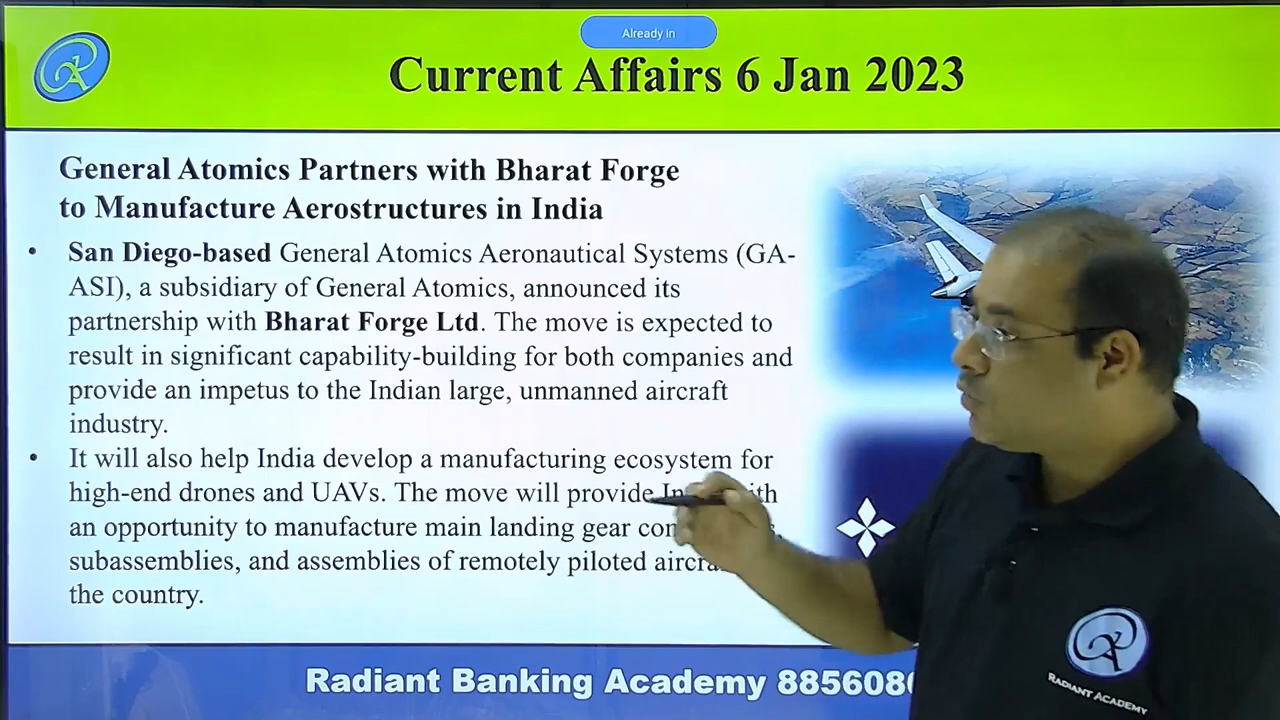 Already in
Current Affairs 6 Jan 2023
General Atomics Partners with Bharat Forge
to Manufacture Aerostructures in India
• San Diego-based General Atomics Aeronautical Systems (GA-
ASI), a subsidiary of General Atomics, announced its
partnership with Bharat Forge Ltd. The move is expected to
result in significant capability-building for both companies and
provide an impetus to the Indian large, unmanned aircraft
industry.
• It will also help India develop a manufacturing ecosystem for
high-end drones and UAVs. The move will provide
an opportunity to manufacture main landing gear
subassemblies, and assemblies of remotely piloted
the country.
Radiant Banking Academy 885608
RADIANT ACADEMY